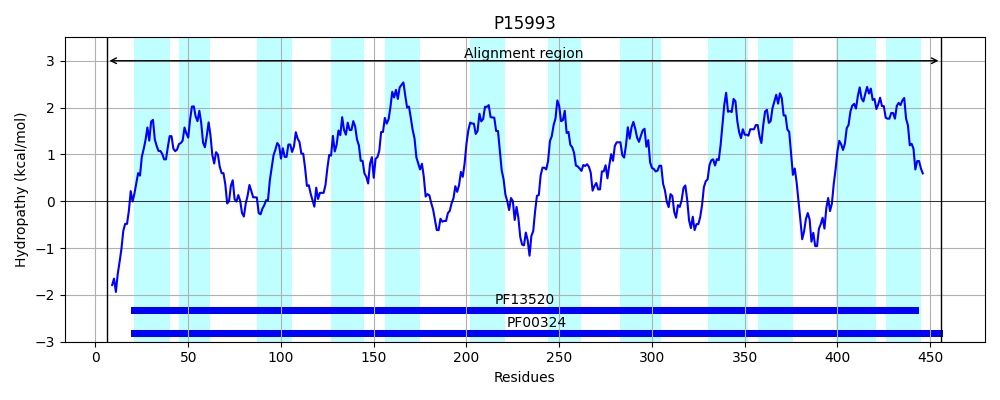 P15993
Alignment region
Hydropathy (kcal/mol)
3
2
1
0
−1
−2
−3
PF13520
PF00324
0 50 100 150 200 250 300 350 400 450
Residues